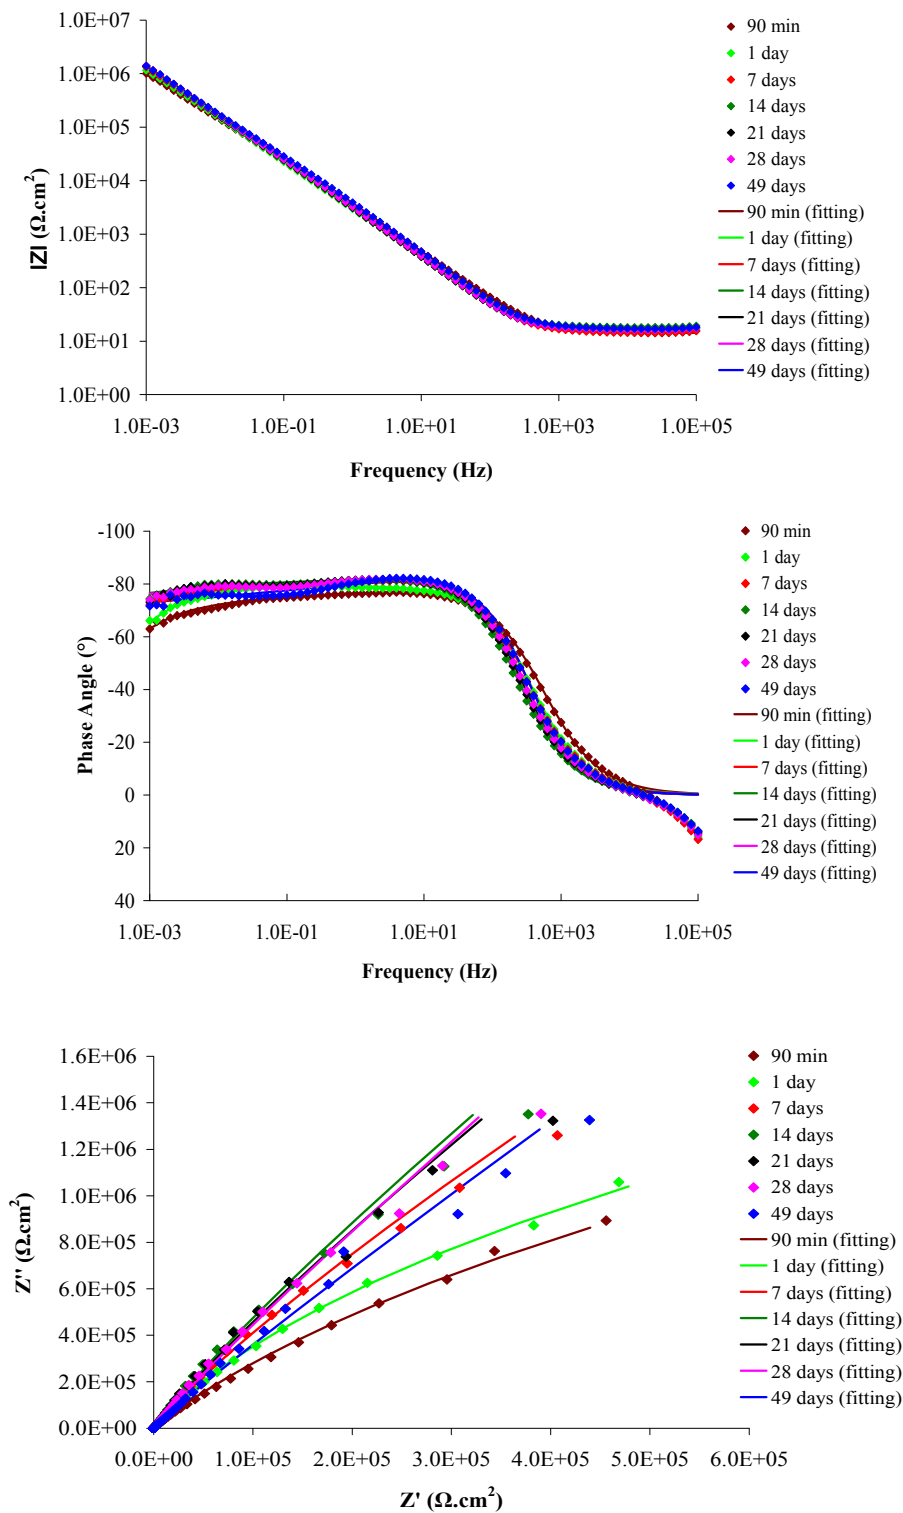 1.0E+07
1.0E+06
1.0E+05
1.0E+04
1.0E+03
1.0E+02
1.0E+01
1.0E+00
|Z| (Ω.cm²)
1.0E-03 1.0E-01 1.0E+01 1.0E+03 1.0E+05
Frequency (Hz)
90 min
1 day
7 days
14 days
21 days
28 days
49 days
90 min (fitting)
1 day (fitting)
7 days (fitting)
14 days (fitting)
21 days (fitting)
28 days (fitting)
49 days (fitting)
-100
-80
-60
-40
-20
0
20
40
Phase Angle (°)
1.0E-03 1.0E-01 1.0E+01 1.0E+03 1.0E+05
Frequency (Hz)
90 min
1 day
7 days
14 days
21 days
28 days
49 days
90 min (fitting)
1 day (fitting)
7 days (fitting)
14 days (fitting)
21 days (fitting)
28 days (fitting)
49 days (fitting)
1.6E+06
1.4E+06
1.2E+06
1.0E+06
8.0E+05
6.0E+05
4.0E+05
2.0E+05
0.0E+00
Z'' (Ω.cm²)
0.0E+00 1.0E+05 2.0E+05 3.0E+05 4.0E+05 5.0E+05 6.0E+05
Z' (Ω.cm²)
90 min
1 day
7 days
14 days
21 days
28 days
49 days
90 min (fitting)
1 day (fitting)
7 days (fitting)
14 days (fitting)
21 days (fitting)
28 days (fitting)
49 days (fitting)